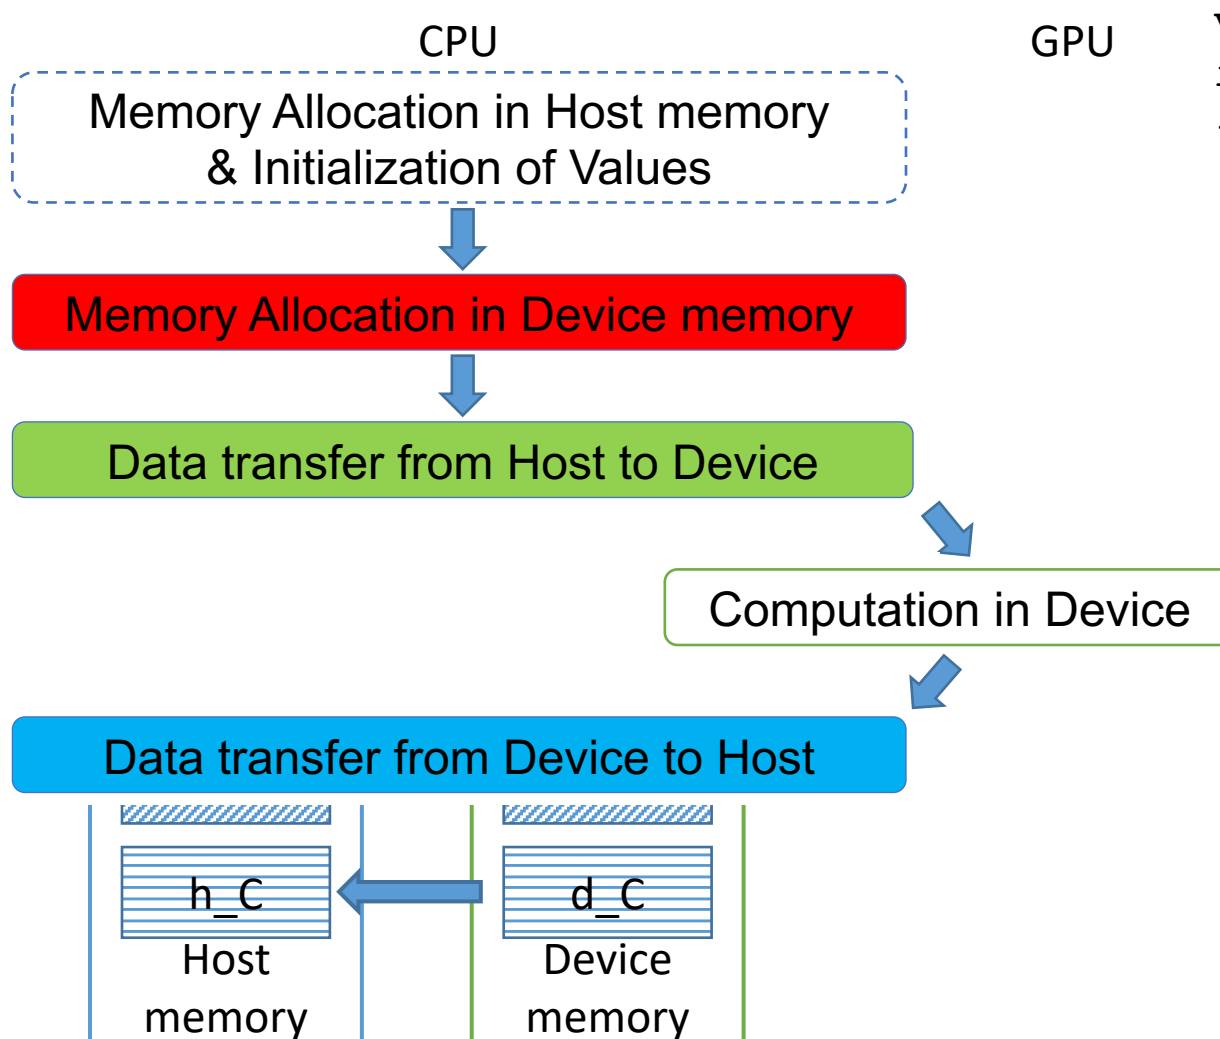 CPU
GPU
Memory Allocation in Host memory
& Initialization of Values
Memory Allocation in Device memory
Data transfer from Host to Device
Computation in Device
Data transfer from Device to Host
h_C
d_C
Host
memory
Device
memory